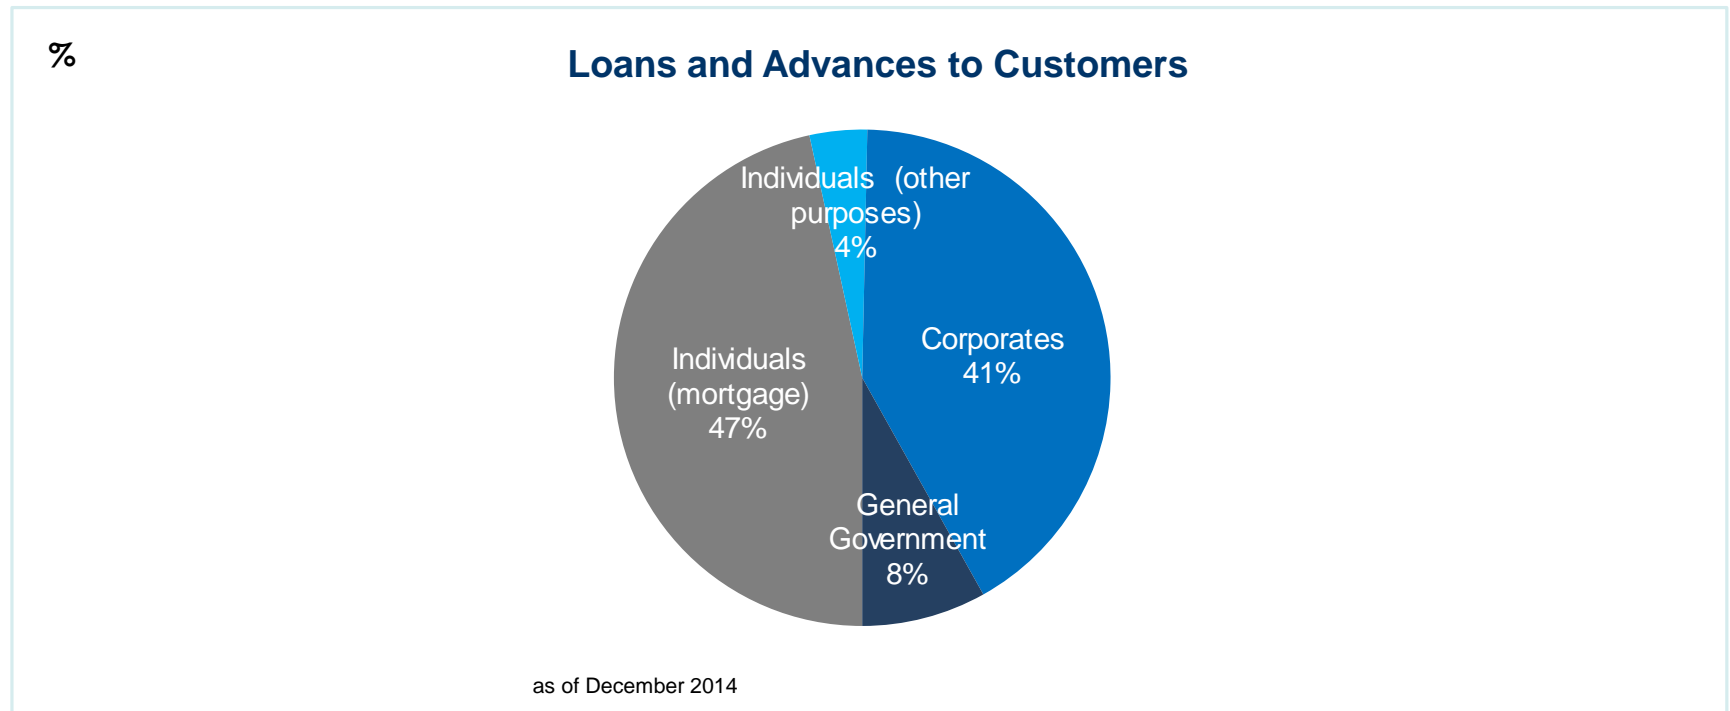 %
Loans and Advances to Customers
Individuals (other
purposes)
4%
Corporates
41%
Individuals
(mortgage)
47%
General
Government
8%
as of December 2014